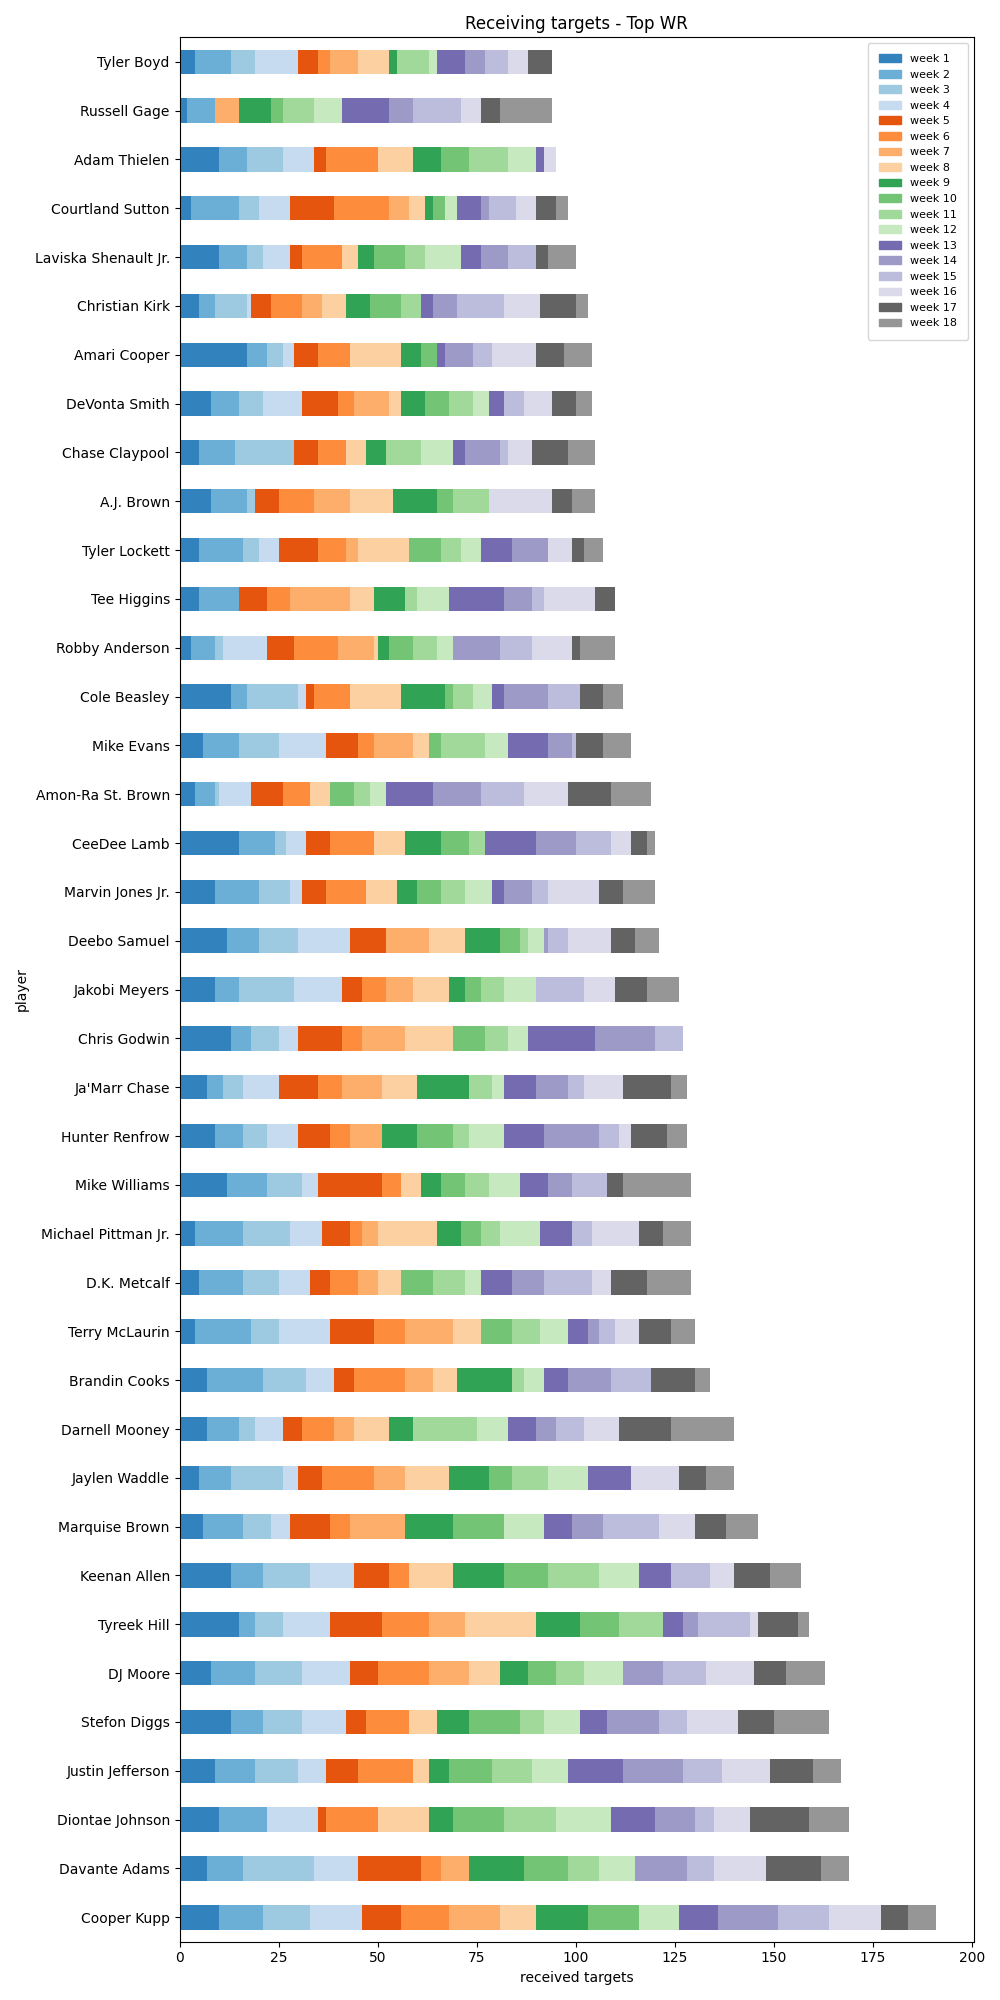 Receiving targets - Top WR
week 1
week 2
week 3
week 4
week 5
week 6
week 7
week 8
week 9
week 10
week 11
week 12
week 13
week 14
week 15
week 16
week 17
week 18
player
Tyler Boyd
Russell Gage
Adam Thielen
Courtland Sutton
Laviska Shenault Jr.
Christian Kirk
Amari Cooper
DeVonta Smith
Chase Claypool
A.J. Brown
Tyler Lockett
Tee Higgins
Robby Anderson
Cole Beasley
Mike Evans
Amon-Ra St. Brown
CeeDee Lamb
Marvin Jones Jr.
Deebo Samuel
Jakobi Meyers
Chris Godwin
Ja'Marr Chase
Hunter Renfrow
Mike Williams
Michael Pittman Jr.
D.K. Metcalf
Terry McLaurin
Brandin Cooks
Darnell Mooney
Jaylen Waddle
Marquise Brown
Keenan Allen
Tyreek Hill
DJ Moore
Stefon Diggs
Justin Jefferson
Diontae Johnson
Davante Adams
Cooper Kupp
0 25 50 75 100 125 150 175 200
received targets